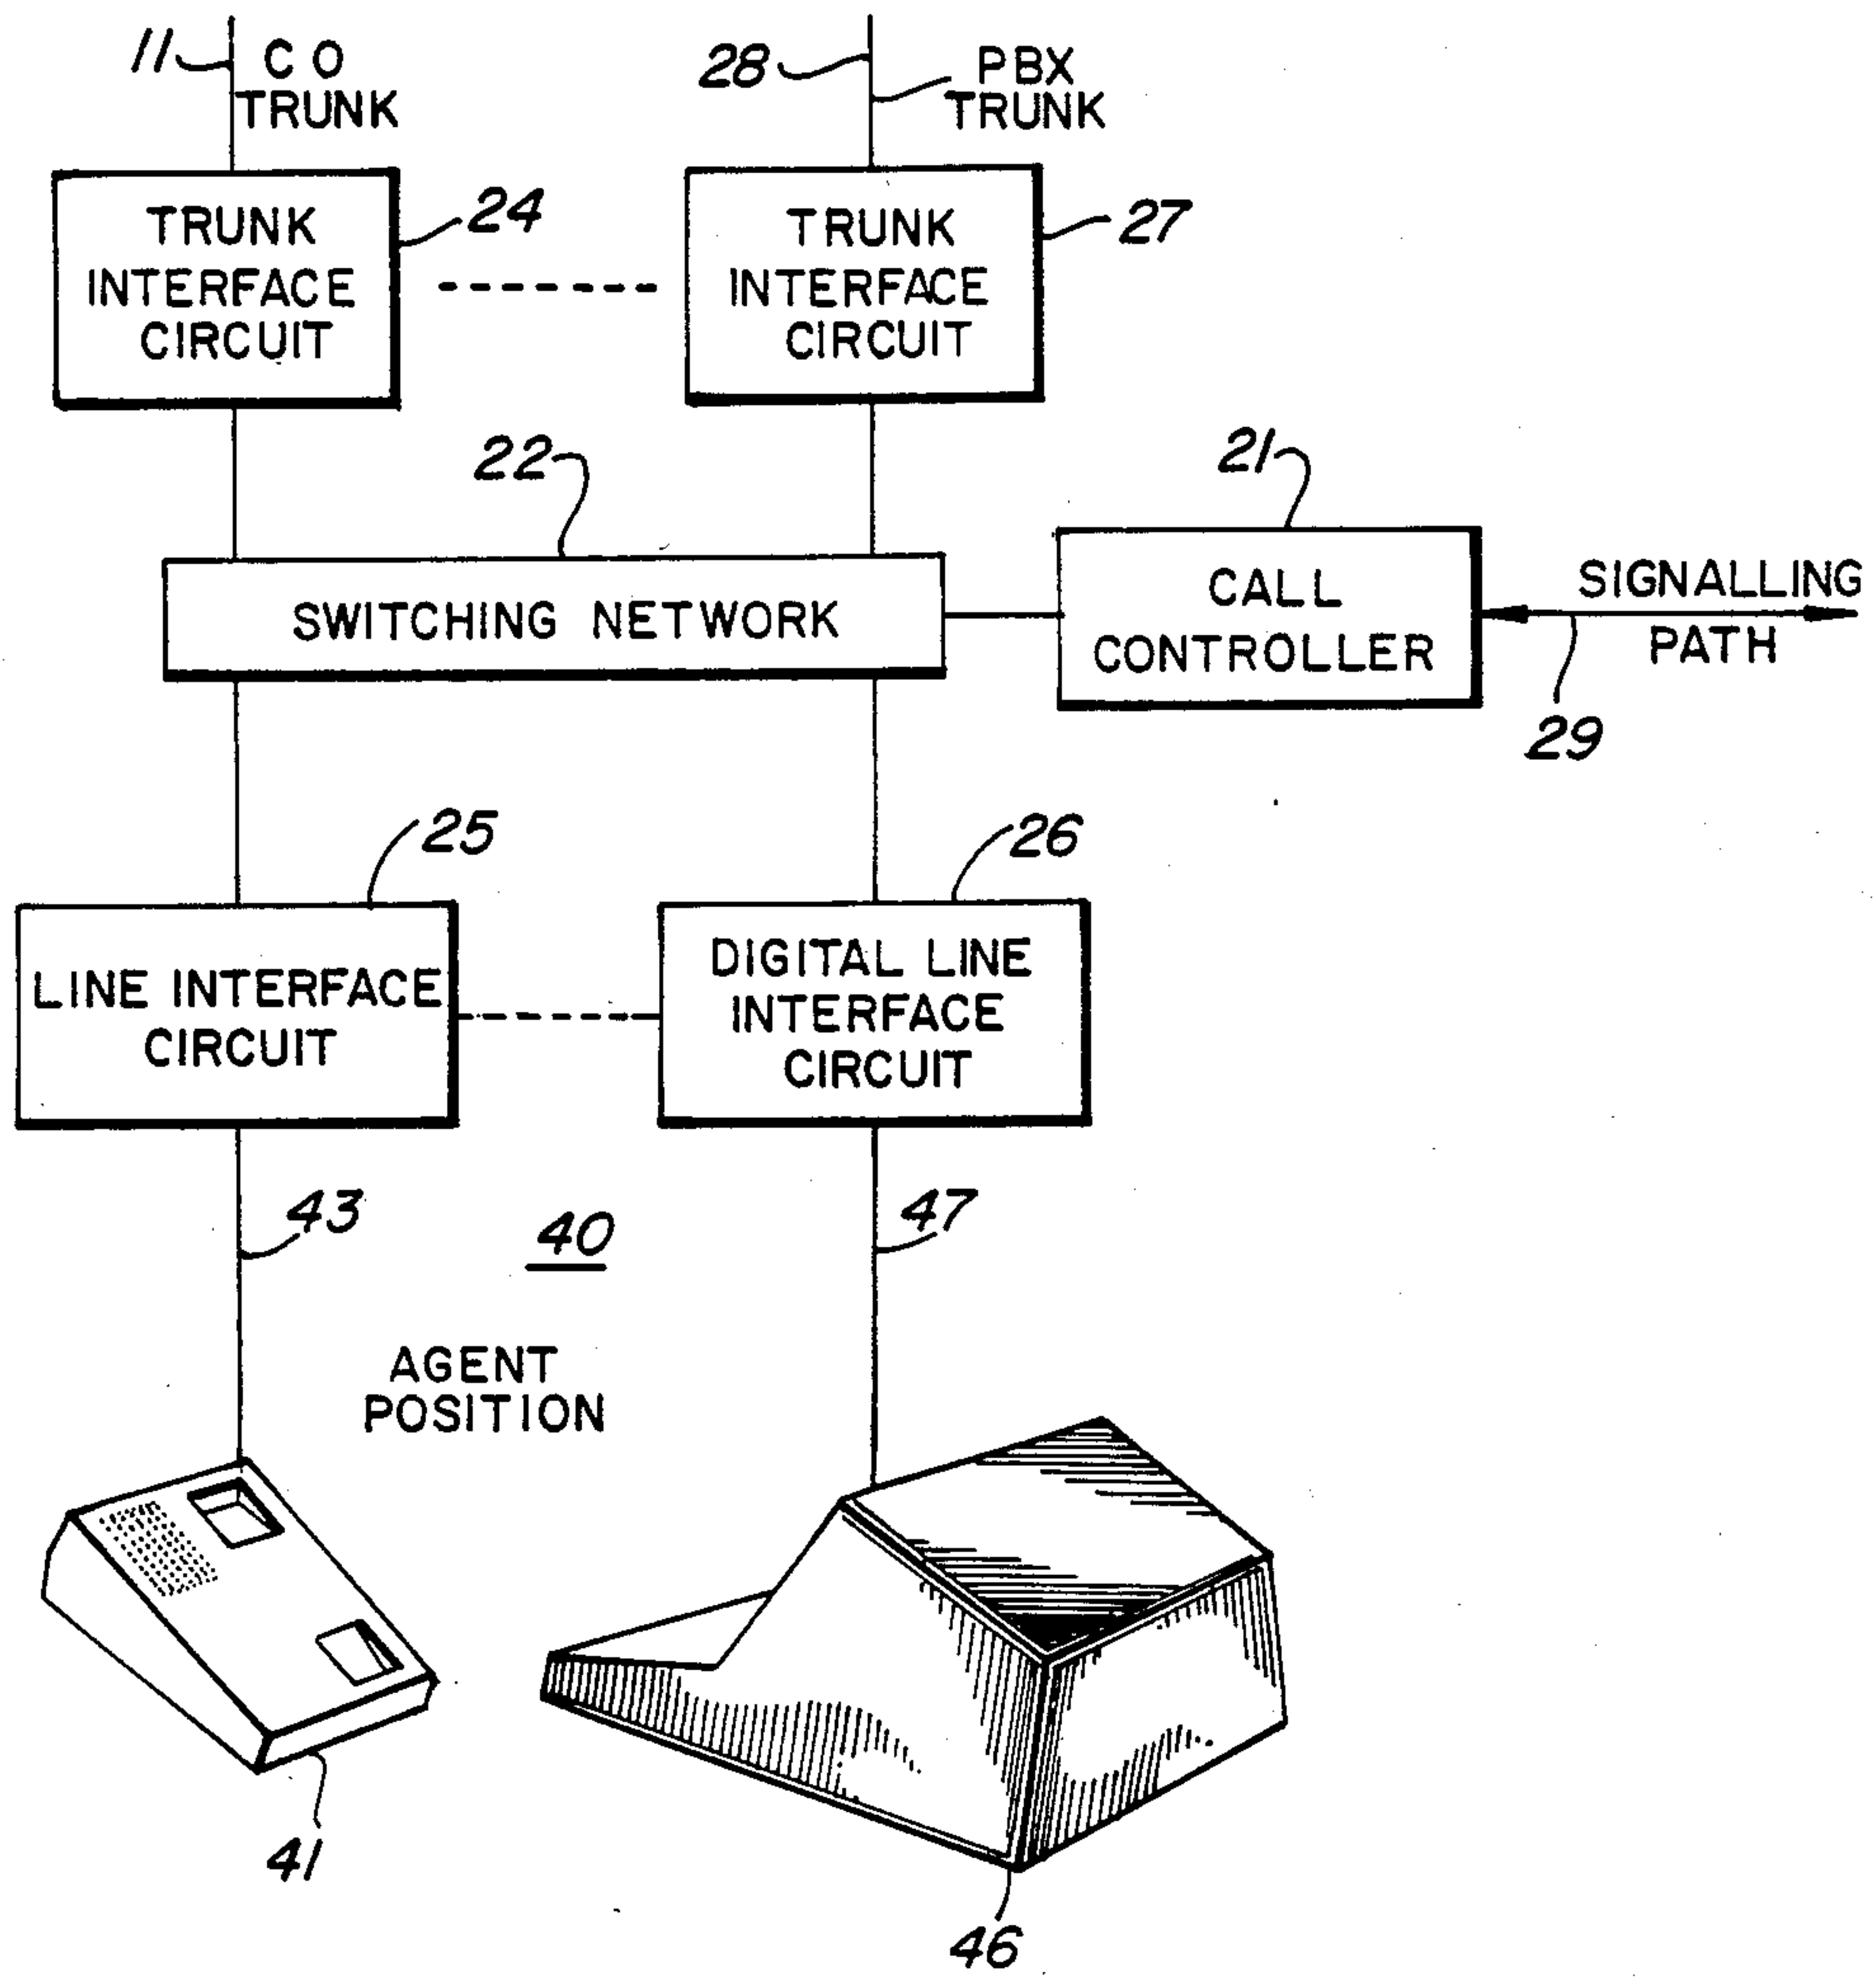 11
C O
TRUNK
28
PBX
TRUNK
TRUNK
INTERFACE
CIRCUIT
24
TRUNK
INTERFACE
CIRCUIT
27
22
21
SWITCHING NETWORK
CALL
CONTROLLER
SIGNALLING
PATH
29
25
26
LINE INTERFACE
CIRCUIT
DIGITAL LINE
INTERFACE
CIRCUIT
43
40
47
AGENT
POSITION
41
46